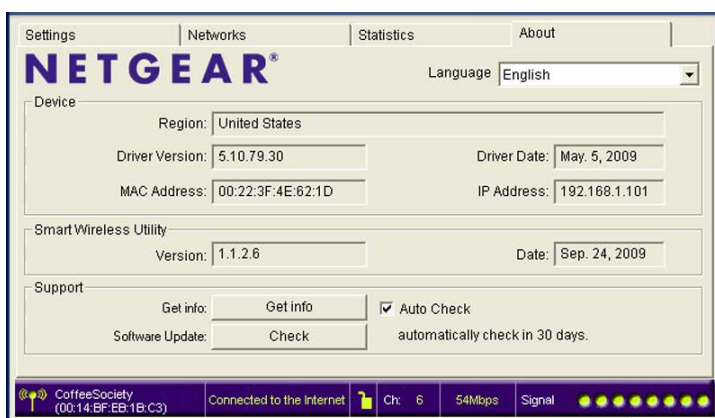 Settings Networks Statistics About
NETGEAR® Language English
Device
Region: United States
Driver Version: 5.10.79.30 Driver Date: May. 5, 2009
MAC Address: 00:22:3F:4E:62:1D IP Address: 192.168.1.101
Smart Wireless Utility
Version: 1.1.2.6 Date: Sep. 24, 2009
Support
Get info: Get info Auto Check
Software Update: Check automatically check in 30 days.
CoffeeSociety
(00:14:BF:EB:1B:C3) Connected to the Internet Ch: 6 54Mbps Signal